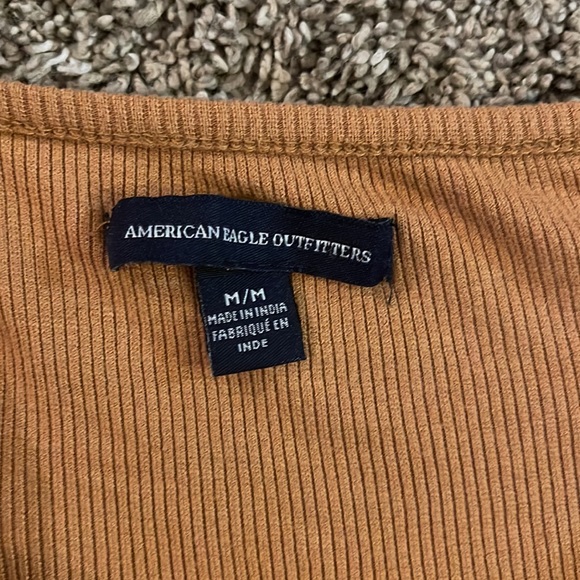 AMERICAN EAGLE OUTFITTERS
M/M
MADE IN INDIA
FABRIQUÉ EN
INDE